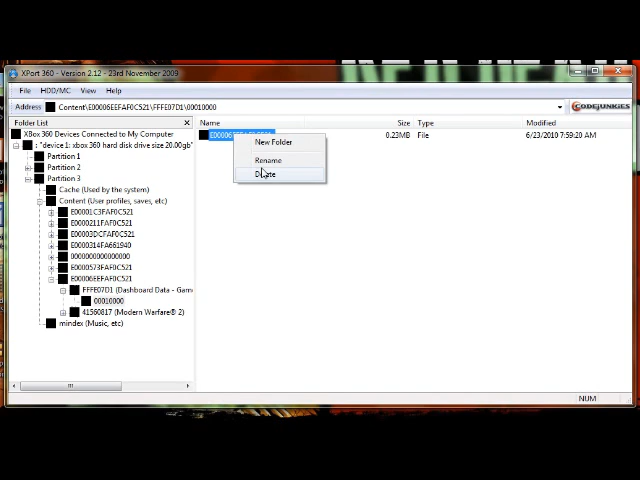 XPort 360 - Version 2.12 - 23rd November 2009
File HDD/MC View Help
Address Content\E00006EEFAF0C521\FFFE07D1\00010000
CODEJUNKIES
Folder List
Name Size Type Modified
XBox 360 Devices Connected to My Computer
0.23MB File 6/23/2010 7:59:20 AM
"device 1: xbox 360 hard disk drive size 20.00gb"
New Folder
Partition 1
Rename
Partition 2
Delete
Partition 3
Cache (Used by the system)
Content (User profiles, saves, etc)
E00001C3FAF0C521
E0000211FAF0C521
E00003DCFAF0C521
E0000314FA661940
0000000000000000
E0000573FAF0C521
E00006EEFAF0C521
FFFE07D1 (Dashboard Data - Gam
00010000
41560817 (Modern Warfare® 2)
mindex (Music, etc)
NUM